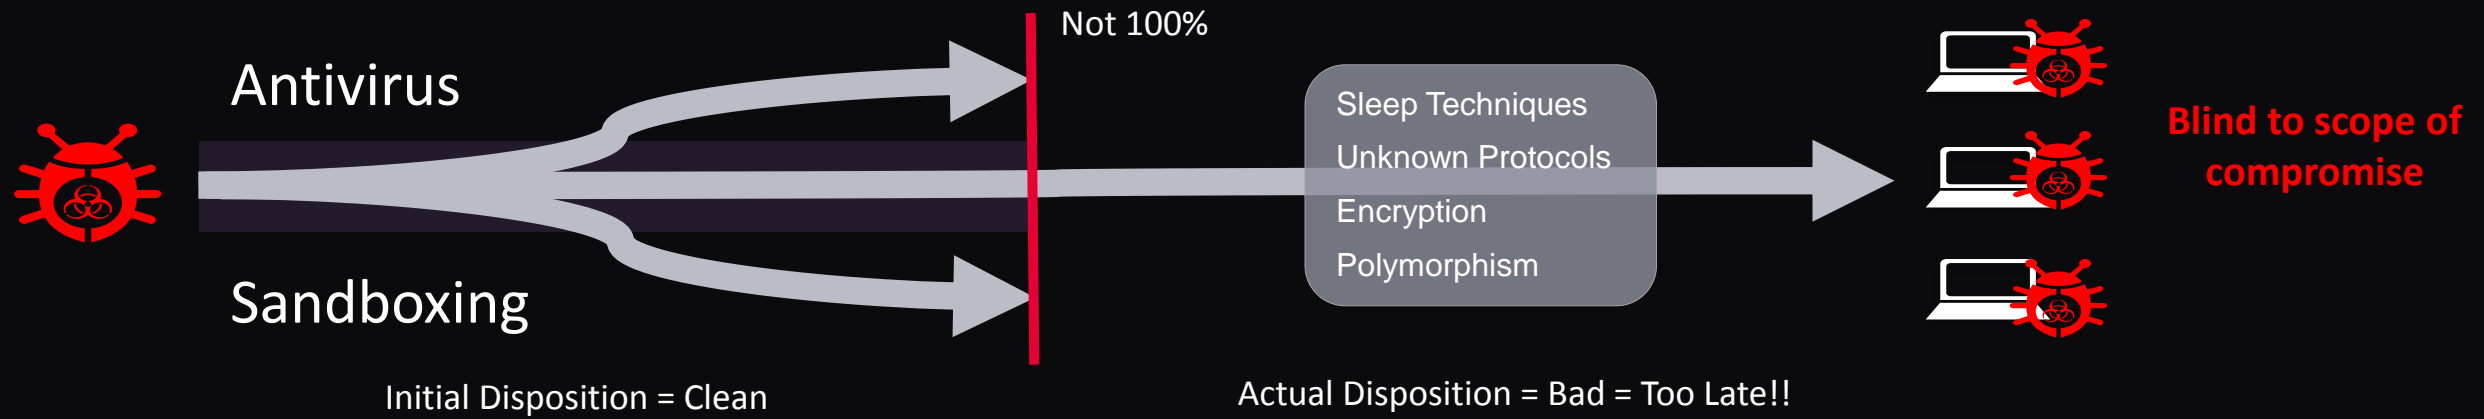 Not 100%
Antivirus
Sandboxing
Initial Disposition = Clean
Sleep Techniques
Unknown Protocols
Encryption
Polymorphism
Actual Disposition = Bad = Too Late!!
Blind to scope of
compromise